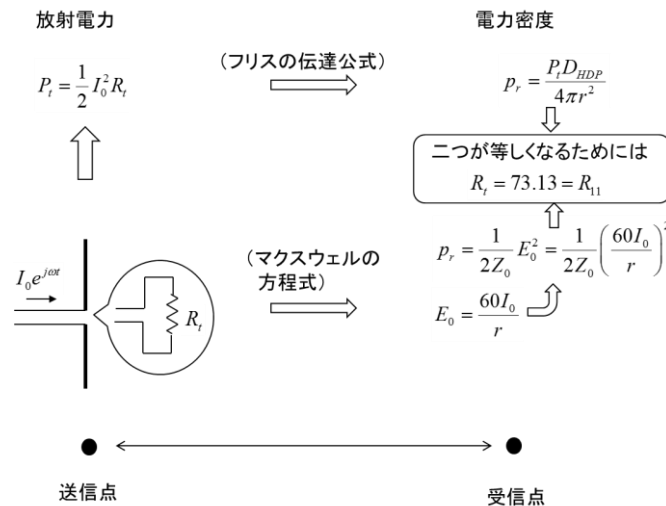 放射電力
電力密度
P_t = \frac{1}{2} I_0^2 R_t
(フリスの伝達公式)
p_r = \frac{P_t D_{HDP}}{4\pi r^2}
二つが等しくなるためには
R_t = 73.13 = R_{11}
I_0 e^{j\omega t}
R_t
(マクスウェルの
方程式)
p_r = \frac{1}{2Z_0} E_0^2 = \frac{1}{2Z_0} \left( \frac{60I_0}{r} \right)^2
E_0 = \frac{60I_0}{r}
送信点
受信点